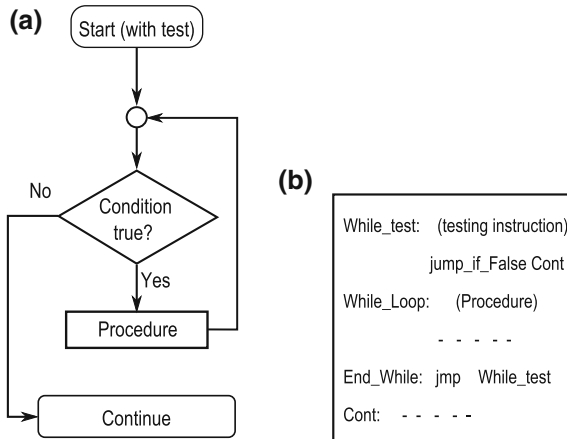 (a)
Start (with test)
No
Condition
true?
Yes
Procedure
Continue
(b)
While_test: (testing instruction)
jump_if_False Cont
While_Loop: (Procedure)
- - - - -
End_While: jmp While_test
Cont: - - - - -